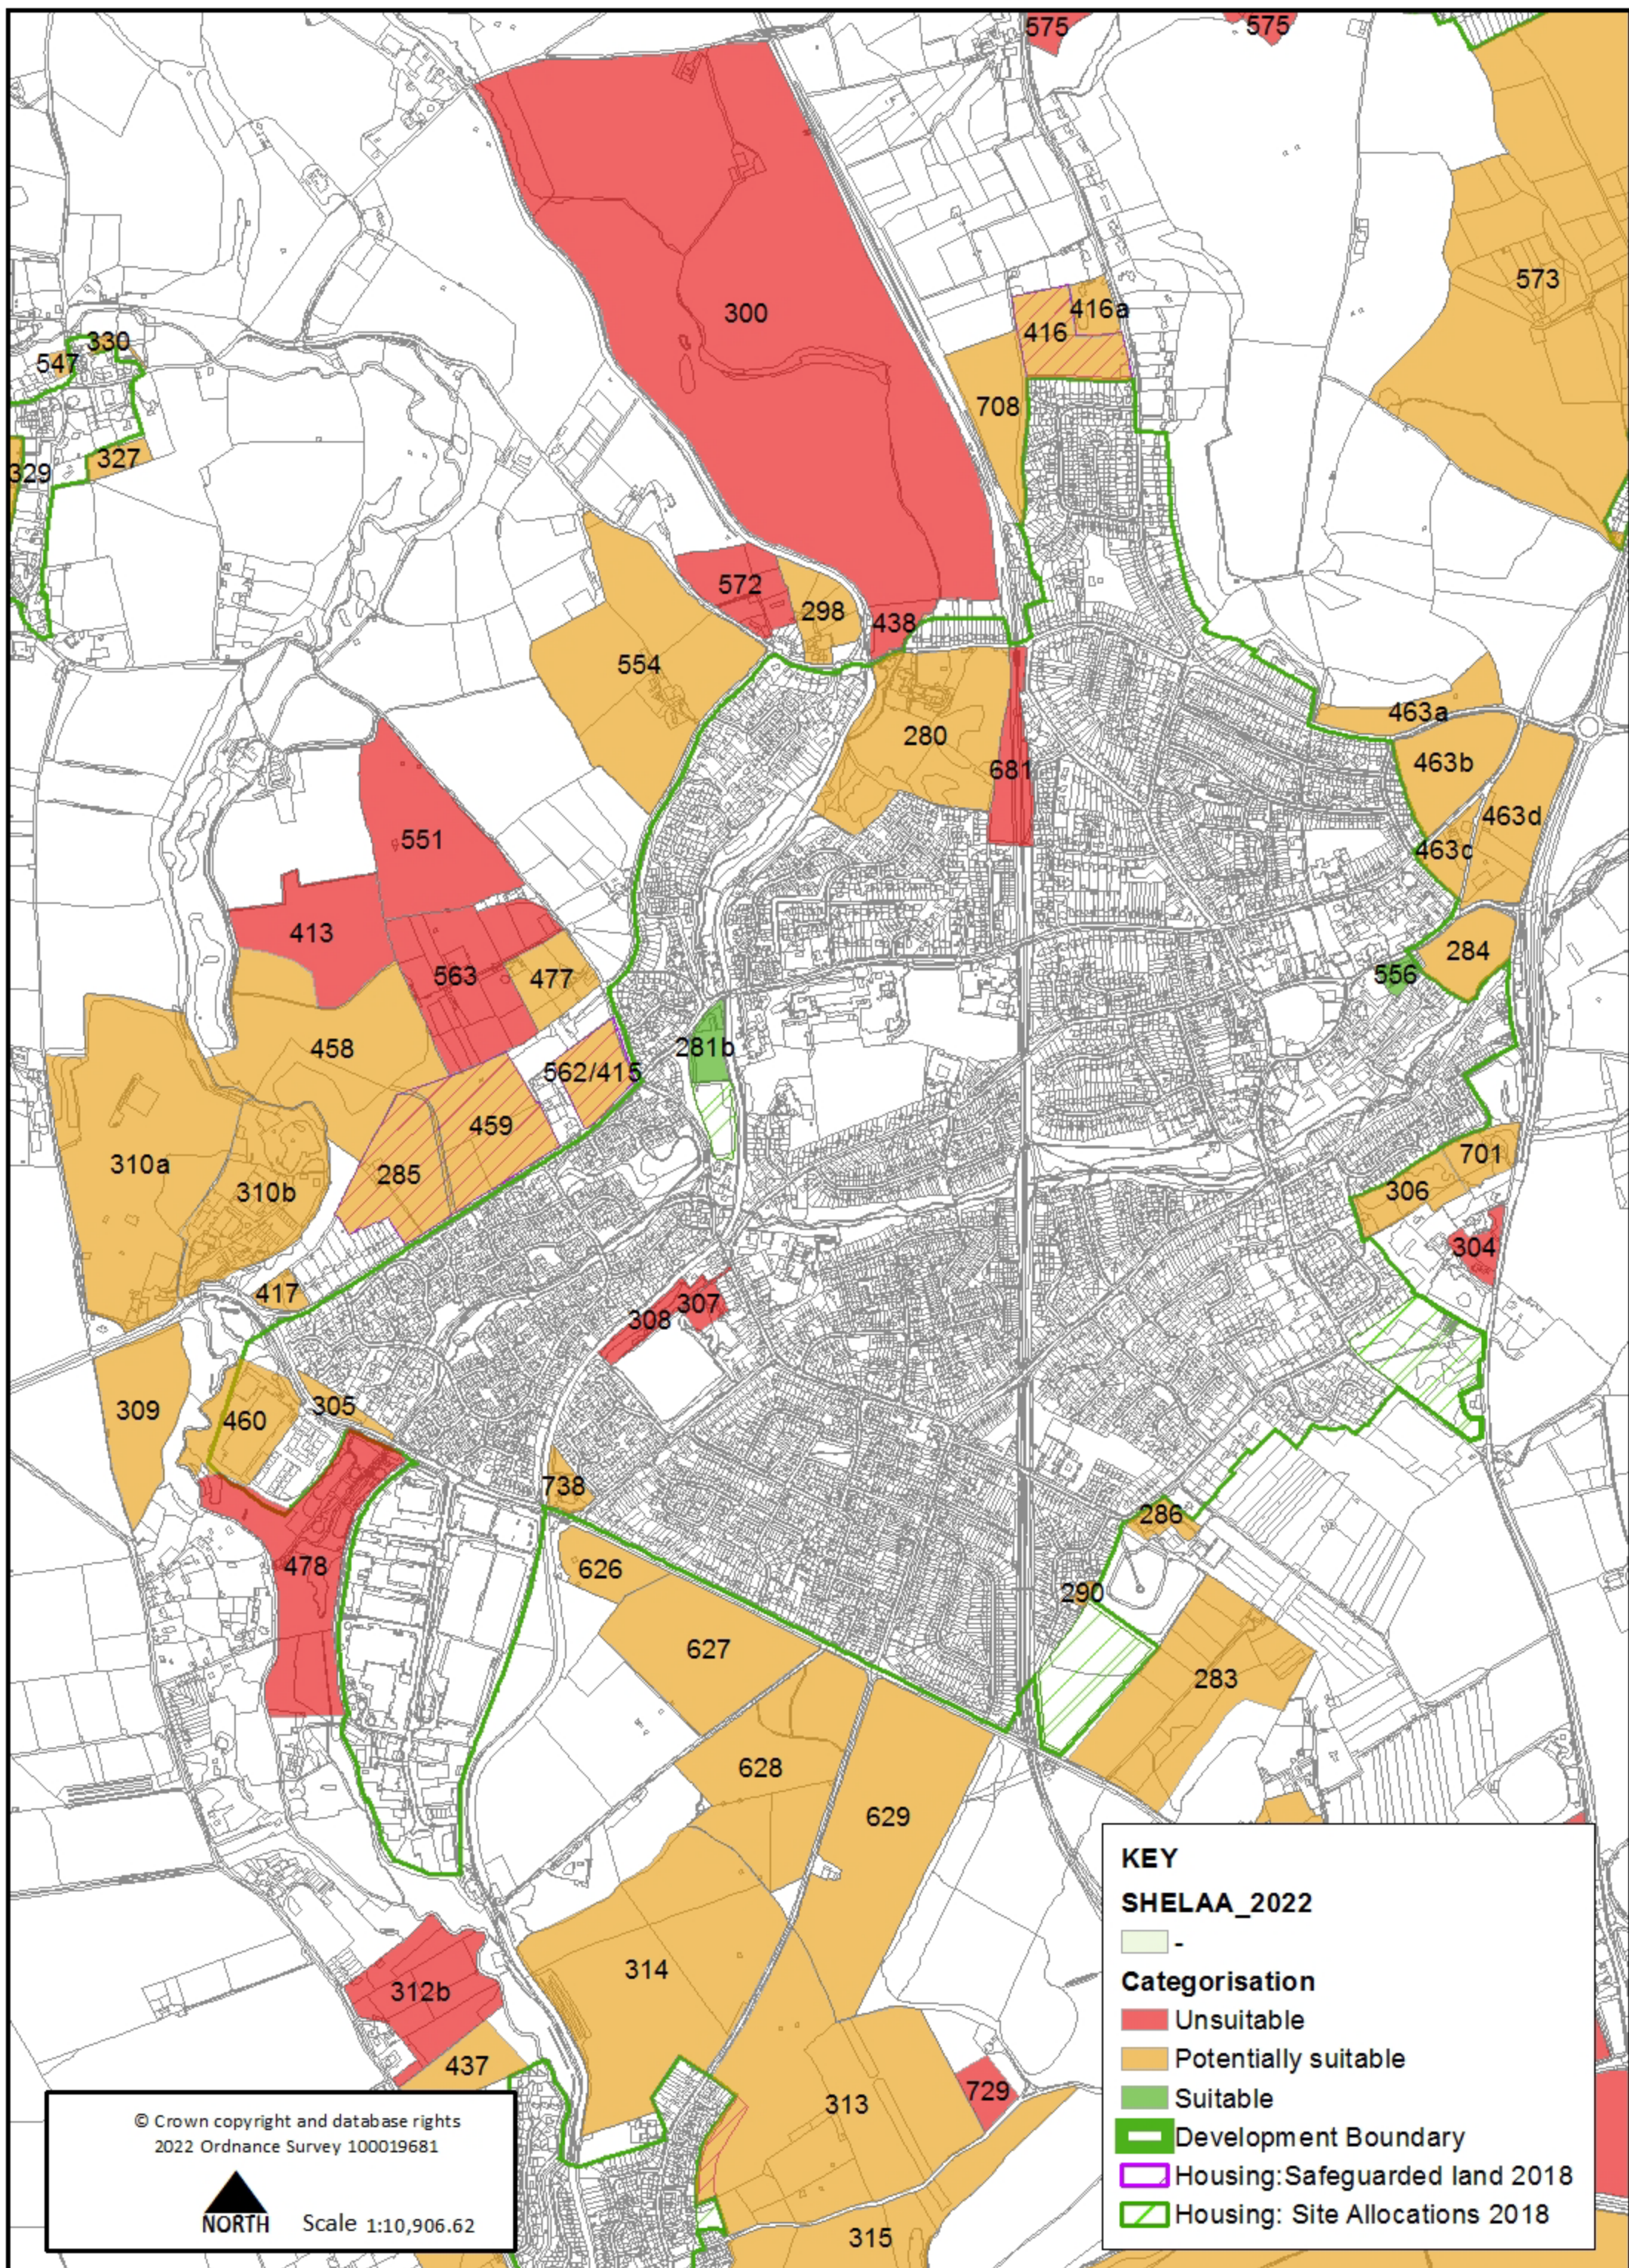 575
575
300
573
416a
416
330
547
708
327
329
572
298
438
554
280
681
463a
463b
463d
463c
551
413
563
477
284
556
458
281b
562/415
459
310a
285
310b
701
306
304
417
308
307
309
460
305
738
478
286
626
290
627
283
628
629
314
312b
437
313
729
315
KEY
SHELAA_2022
-
Categorisation
Unsuitable
Potentially suitable
Suitable
Development Boundary
Housing:Safeguarded land 2018
Housing: Site Allocations 2018
© Crown copyright and database rights
2022 Ordnance Survey 100019681
NORTH Scale 1:10,906.62